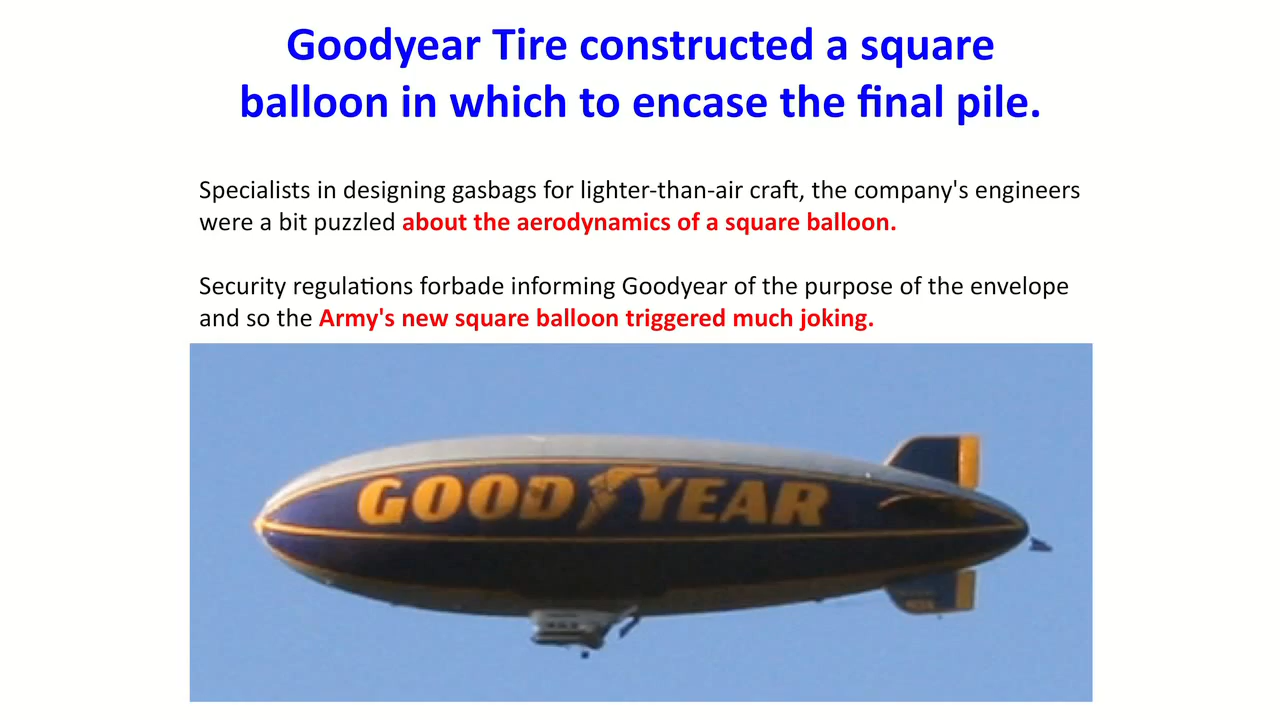 Goodyear Tire constructed a square
balloon in which to encase the final pile.
Specialists in designing gasbags for lighter-than-air craft, the company's engineers
were a bit puzzled about the aerodynamics of a square balloon.
Security regulations forbade informing Goodyear of the purpose of the envelope
and so the Army's new square balloon triggered much joking.
GOOD YEAR